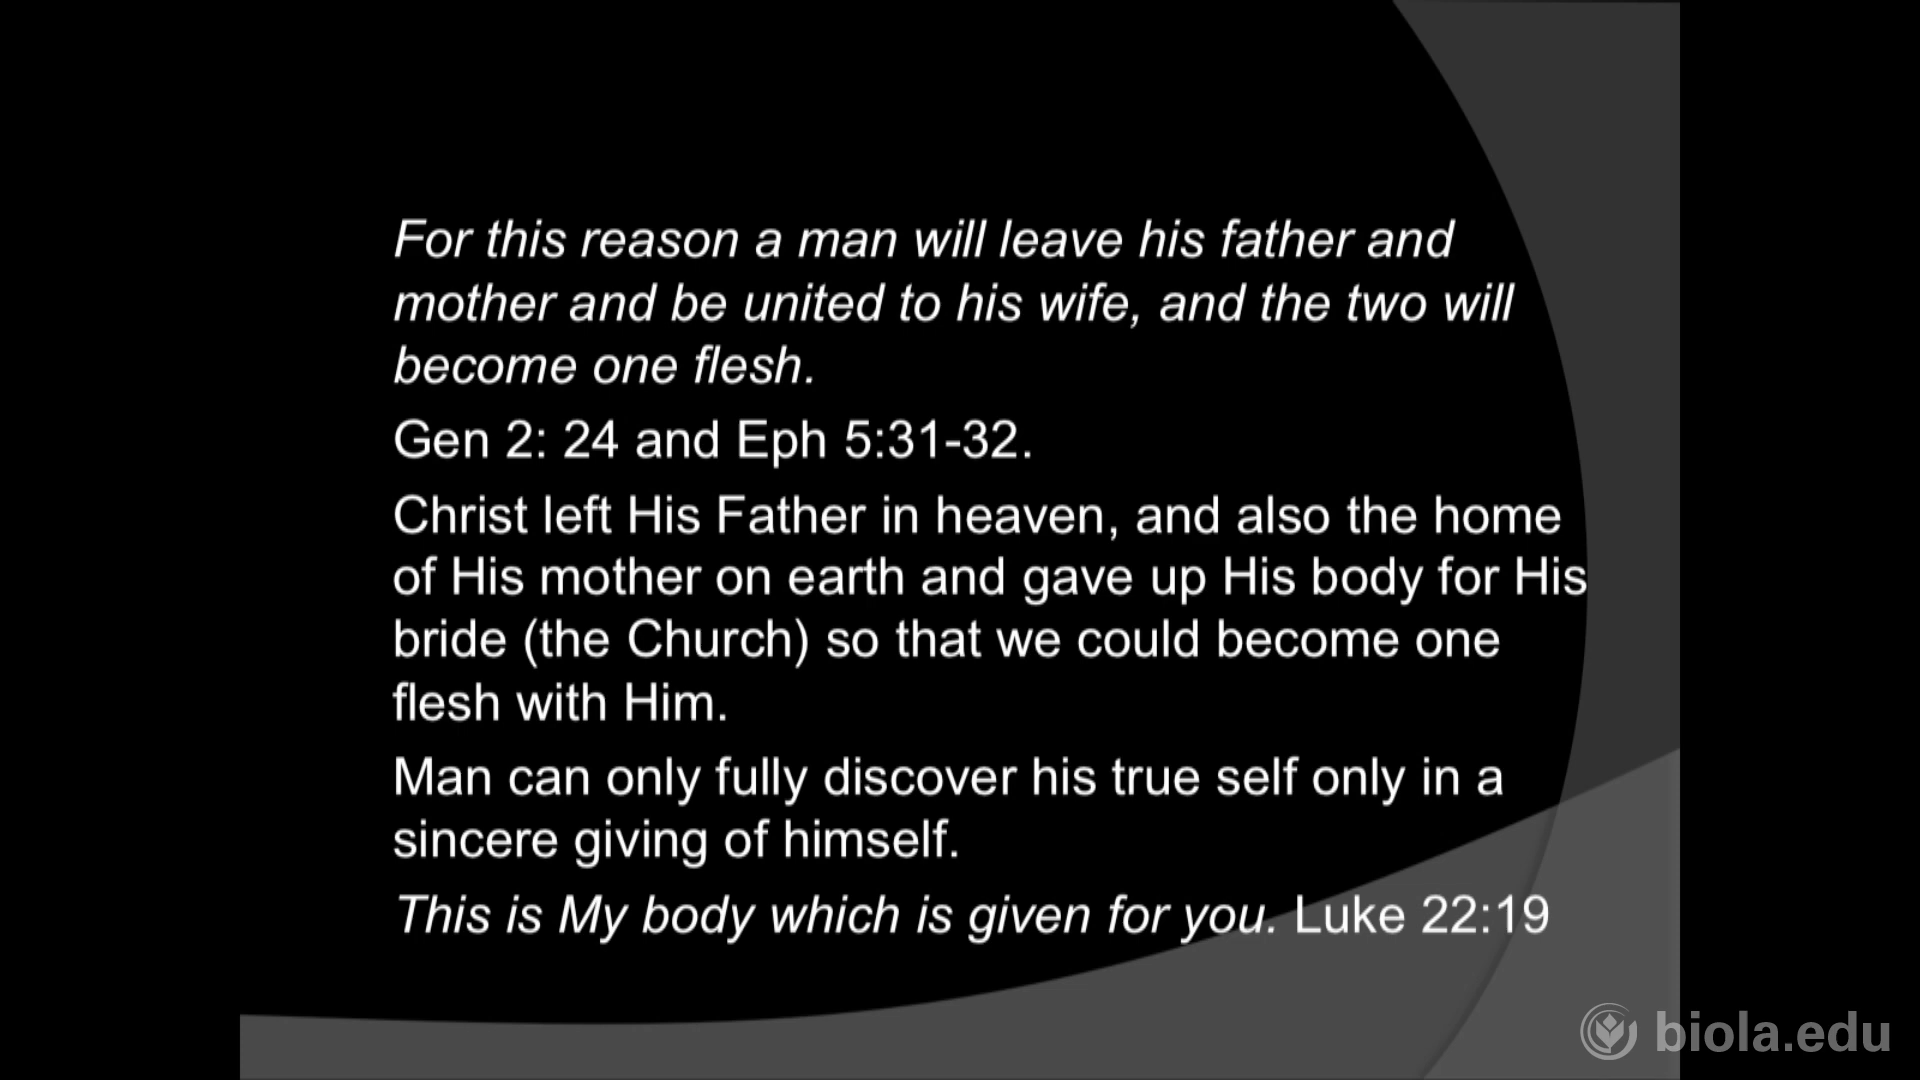 For this reason a man will leave his father and
mother and be united to his wife, and the two will
become one flesh.
Gen 2: 24 and Eph 5:31-32.
Christ left His Father in heaven, and also the home
of His mother on earth and gave up His body for His
bride (the Church) so that we could become one
flesh with Him.
Man can only fully discover his true self only in a
sincere giving of himself.
This is My body which is given for you. Luke 22:19
biola.edu